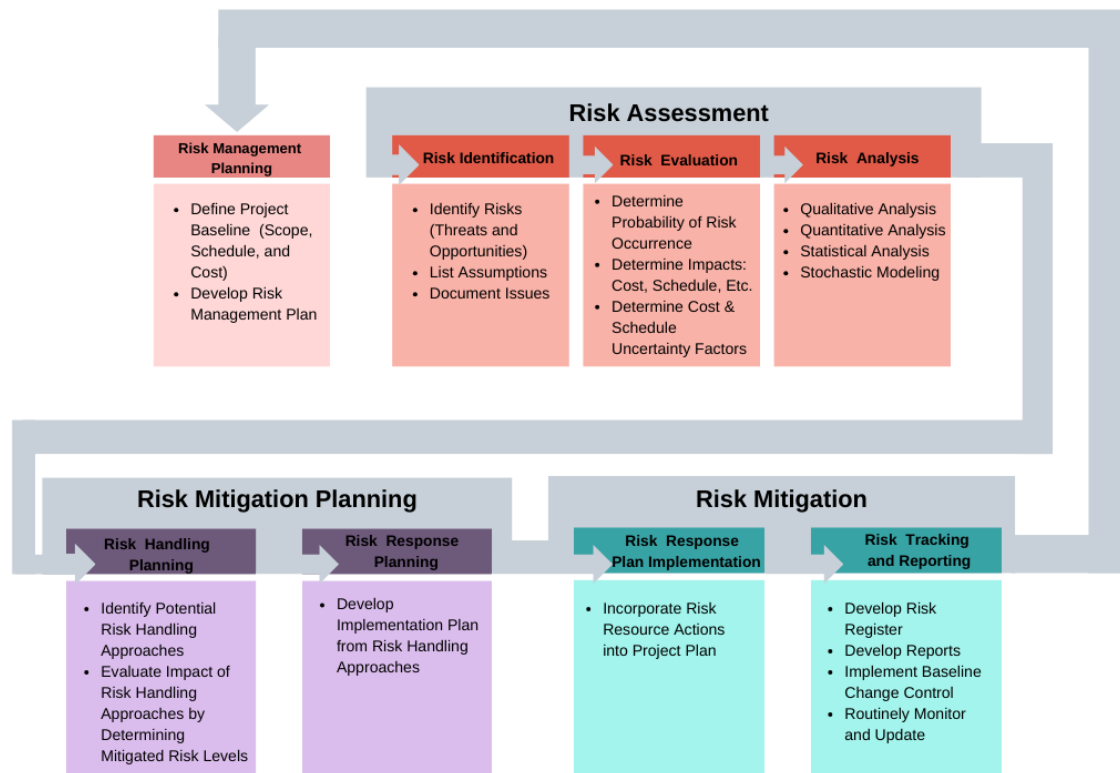 Risk Assessment
Risk Management
Planning
• Define Project
Baseline (Scope,
Schedule, and
Cost)
• Develop Risk
Management Plan
Risk Identification
• Identify Risks
(Threats and
Opportunities)
• List Assumptions
• Document Issues
Risk Evaluation
• Determine
Probability of Risk
Occurrence
• Determine Impacts:
Cost, Schedule, Etc.
• Determine Cost &
Schedule
Uncertainty Factors
Risk Analysis
• Qualitative Analysis
• Quantitative Analysis
• Statistical Analysis
• Stochastic Modeling
Risk Mitigation Planning
Risk Handling
Planning
• Identify Potential
Risk Handling
Approaches
• Evaluate Impact of
Risk Handling
Approaches by
Determining
Mitigated Risk Levels
Risk Response
Planning
• Develop
Implementation Plan
from Risk Handling
Approaches
Risk Mitigation
Risk Response
Plan Implementation
• Incorporate Risk
Resource Actions
into Project Plan
Risk Tracking
and Reporting
• Develop Risk
Register
• Develop Reports
• Implement Baseline
Change Control
• Routinely Monitor
and Update